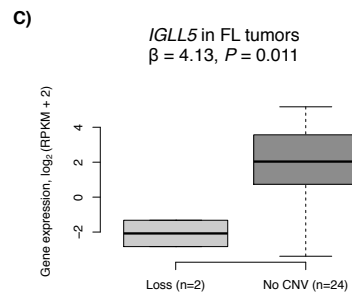 C)
IGLL5 in FL tumors
β = 4.13, P = 0.011
Gene expression, log₂(RPKM + 2)
4
2
0
−2
Loss (n=2)
No CNV (n=24)